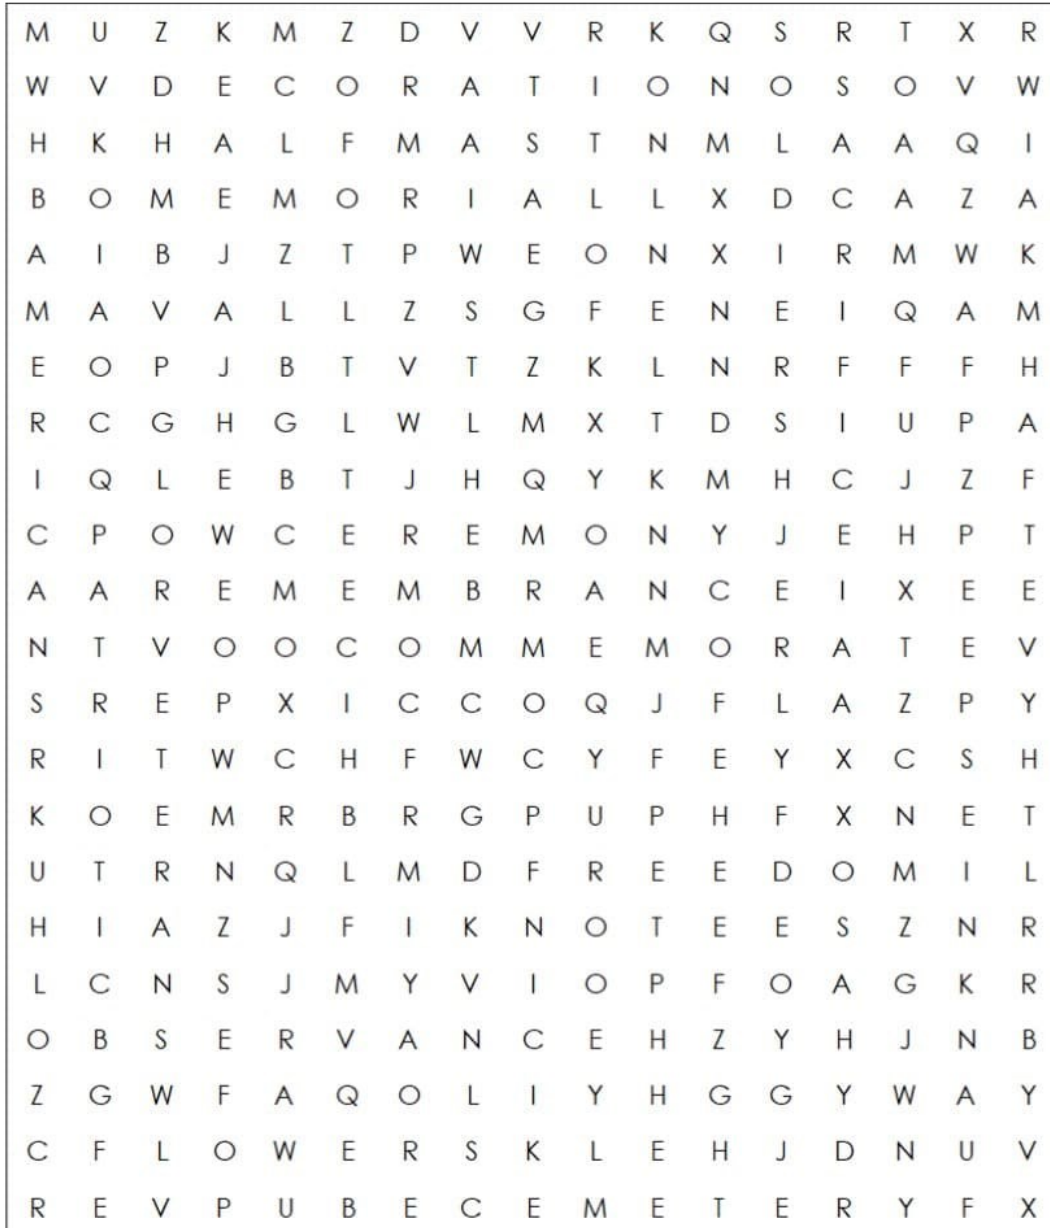 M U Z K M Z D V V R K Q S R T X R
W V D E C O R A T I O N O S O V W
H K H A L F M A S T N M L A A Q I
B O M E M O R I A L L X D C A Z A
A I B J Z T P W E O N X I R M W K
M A V A L L Z S G F E N E I Q A M
E O P J B T V T Z K L N R F F F H
R C G H G L W L M X T D S I U P A
I Q L E B T J H Q Y K M H C J Z F
C P O W C E R E M O N Y J E H P T
A A R E M E M B R A N C E I X E E
N T V O O C O M M E M O R A T E V
S R E P X I C C O Q J F L A Z P Y
R I T W C H F W C Y F E Y X C S H
K O E M R B R G P U P H F X N E T
U T R N Q L M D F R E E D O M I L
H I A Z J F I K N O T E E S Z N R
L C N S J M Y V I O P F O A G K R
O B S E R V A N C E H Z Y H J N B
Z G W F A Q O L I Y H G G Y W A Y
C F L O W E R S K L E H J D N U V
R E V P U B E C E M E T E R Y F X